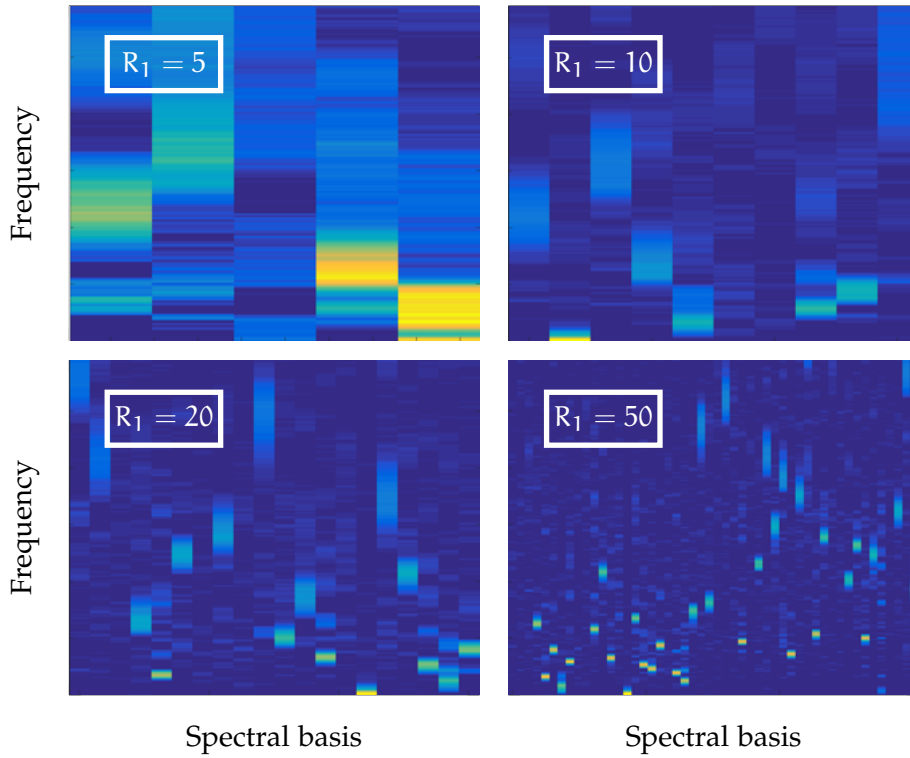 R₁ = 5
R₁ = 10
Frequency
R₁ = 20
R₁ = 50
Frequency
Spectral basis
Spectral basis